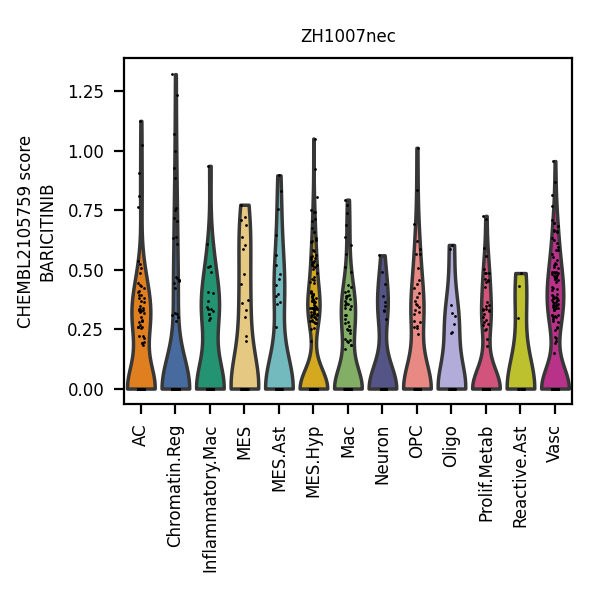 ZH1007nec
CHEMBL2105759 score
BARICITINIB
1.25
1.00
0.75
0.50
0.25
0.00
AC
Chromatin.Reg
Inflammatory.Mac
MES
MES.Ast
MES.Hyp
Mac
Neuron
OPC
Oligo
Prolif.Metab
Reactive.Ast
Vasc